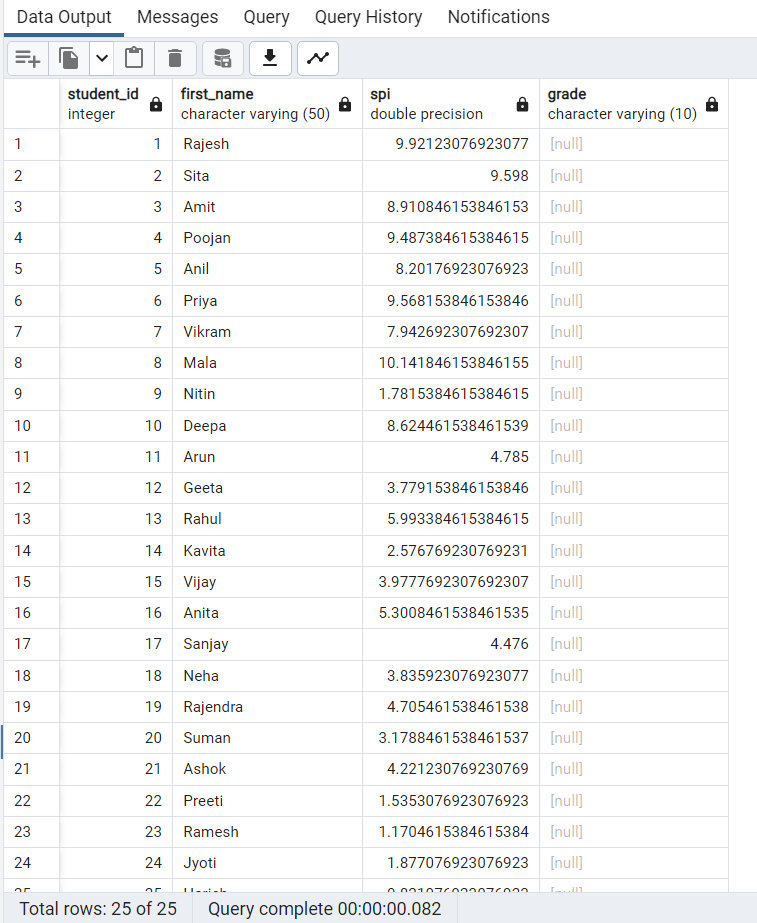 Data Output Messages Query Query History Notifications
student_id first_name spi grade
integer character varying (50) double precision character varying (10)
1 1 Rajesh 9.92123076923077 [null]
2 2 Sita 9.598 [null]
3 3 Amit 8.910846153846153 [null]
4 4 Poojan 9.487384615384615 [null]
5 5 Anil 8.20176923076923 [null]
6 6 Priya 9.568153846153846 [null]
7 7 Vikram 7.942692307692307 [null]
8 8 Mala 10.141846153846155 [null]
9 9 Nitin 1.7815384615384615 [null]
10 10 Deepa 8.624461538461539 [null]
11 11 Arun 4.785 [null]
12 12 Geeta 3.779153846153846 [null]
13 13 Rahul 5.993384615384615 [null]
14 14 Kavita 2.576769230769231 [null]
15 15 Vijay 3.9777692307692307 [null]
16 16 Anita 5.3008461538461535 [null]
17 17 Sanjay 4.476 [null]
18 18 Neha 3.835923076923077 [null]
19 19 Rajendra 4.705461538461538 [null]
20 20 Suman 3.1788461538461537 [null]
21 21 Ashok 4.221230769230769 [null]
22 22 Preeti 1.5353076923076923 [null]
23 23 Ramesh 1.1704615384615384 [null]
24 24 Jyoti 1.877076923076923 [null]
Total rows: 25 of 25 Query complete 00:00:00.082